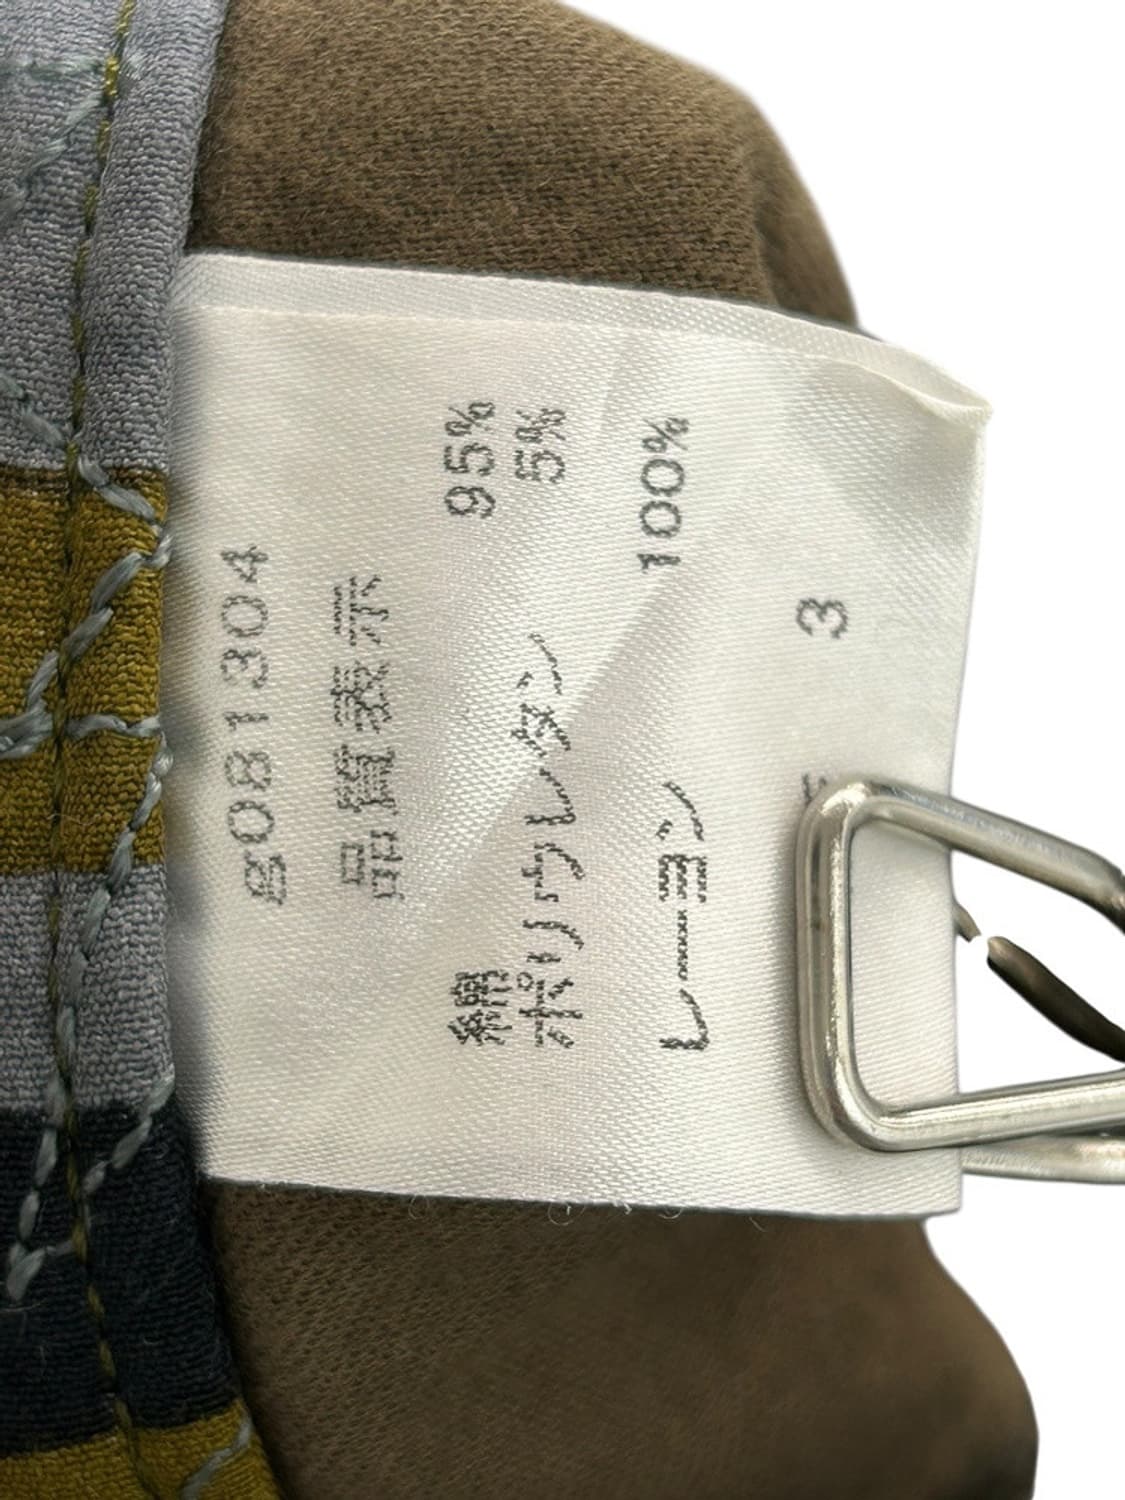 g081304
品質表示
綿 95%
ポリウレタン 5%
レーヨン 100%
3